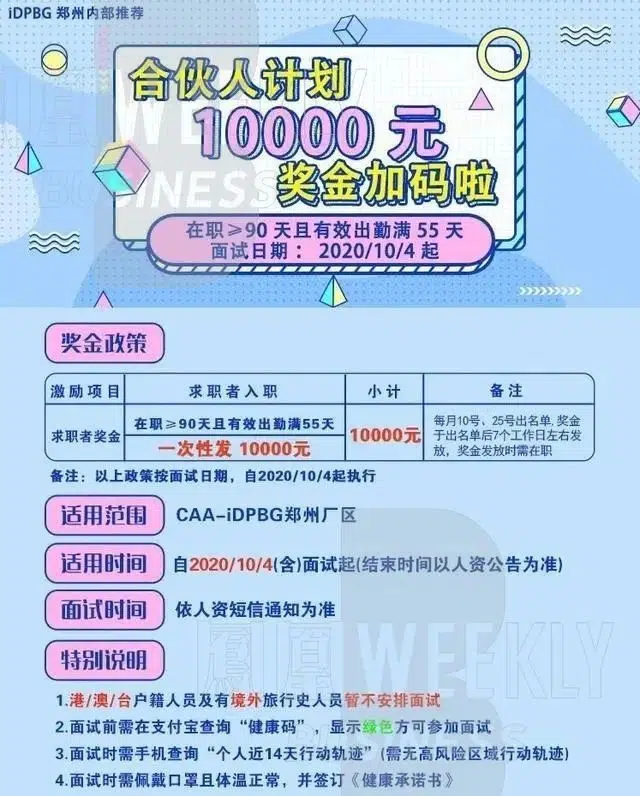 iDPBG 郑州内部推荐
合伙人计划
10000 元
奖金加码啦
在职≥90 天且有效出勤满 55 天
面试日期： 2020/10/4 起
奖金政策
激励项目 求职者入职 小计 备注
求职者奖金 在职≥90天且有效出勤满55天 一次性发 10000元 10000元 每月10号、25号出名单, 奖金
于出名单后7个工作日左右发
放，奖金发放时需在职
备注：以上政策按面试日期，自2020/10/4起执行
适用范围 CAA-iDPBG郑州厂区
适用时间 自2020/10/4(含)面试起(结束时间以人资公告为准)
面试时间 依人资短信通知为准
特别说明
1.港/澳/台户籍人员及有境外旅行史人员暂不安排面试
2.面试前需在支付宝查询“健康码”，显示绿色方可参加面试
3.面试时需手机查询“个人近14天行动轨迹”(需无高风险区域行动轨迹)
4.面试时需佩戴口罩且体温正常，并签订《健康承诺书》
凰 WEEKLY
BUSINESS
鳳凰 WEEKLY
BUSINESS